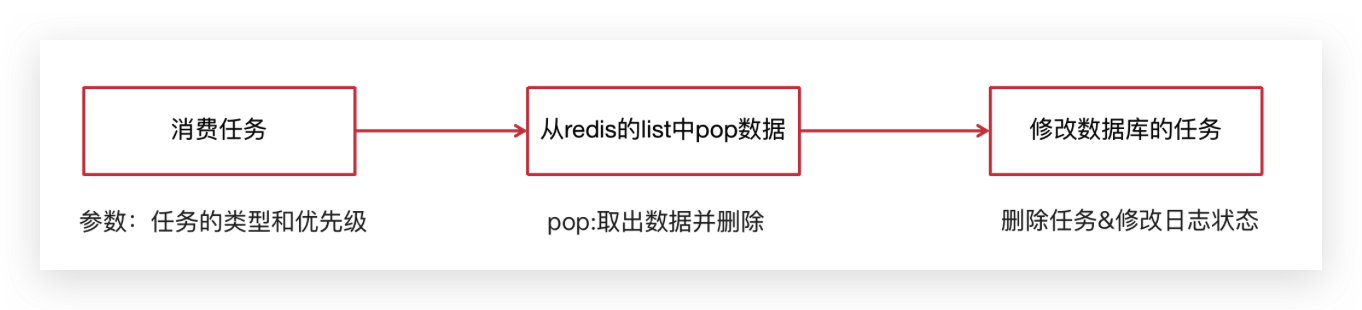 消费任务
从redis的list中pop数据
修改数据库的任务
参数：任务的类型和优先级
pop:取出数据并删除
删除任务&修改日志状态